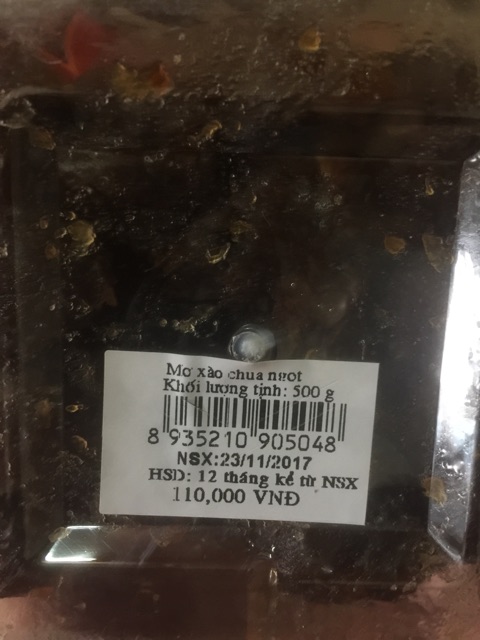 Mơ xào chua ngọt
Khối lượng tịnh: 500 g
8 935210 905048
NSX:23/11/2017
HSD: 12 tháng kể từ NSX
110,000 VNĐ